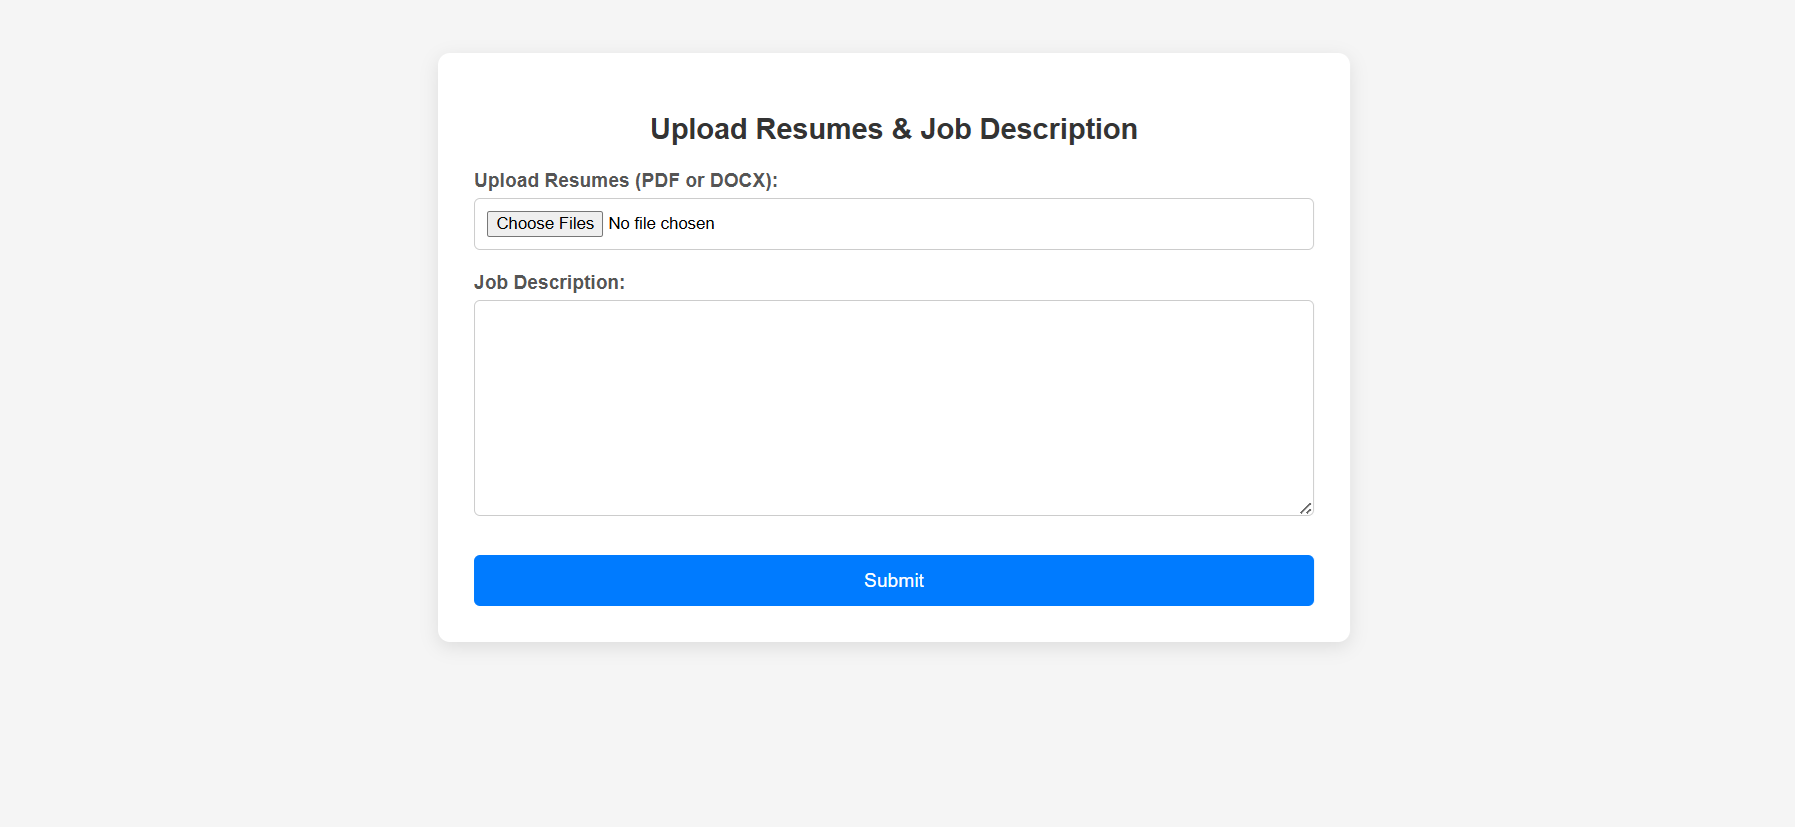 Upload Resumes & Job Description
Upload Resumes (PDF or DOCX):
Choose Files No file chosen
Job Description:
Submit